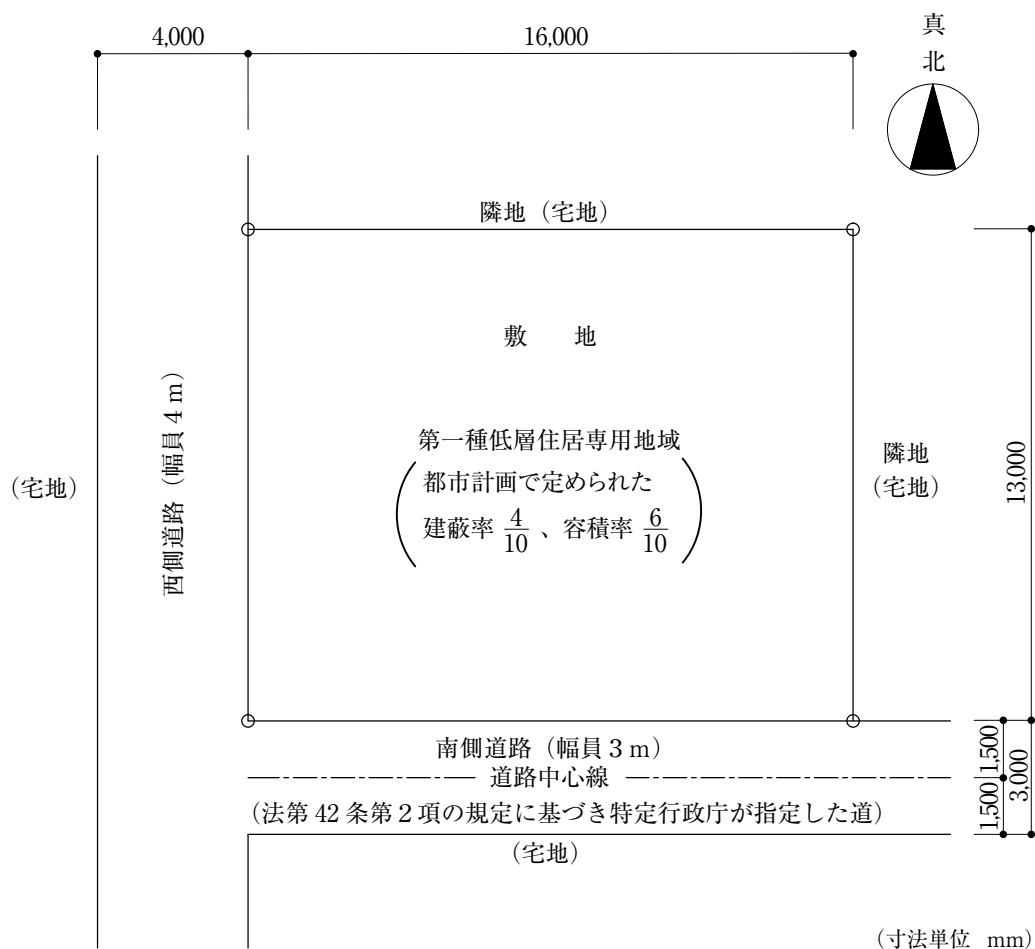 4,000
16,000
真
北
隣地（宅地）
敷　地
第一種低層住居専用地域
都市計画で定められた
建蔽率 4/10 、容積率 6/10
西側道路（幅員 4 m）
（宅地）
隣地
（宅地）
13,000
南側道路（幅員 3 m）
道路中心線
（法第 42 条第 2 項の規定に基づき特定行政庁が指定した道）
（宅地）
1,500
1,500
3,000
（寸法単位　mm）